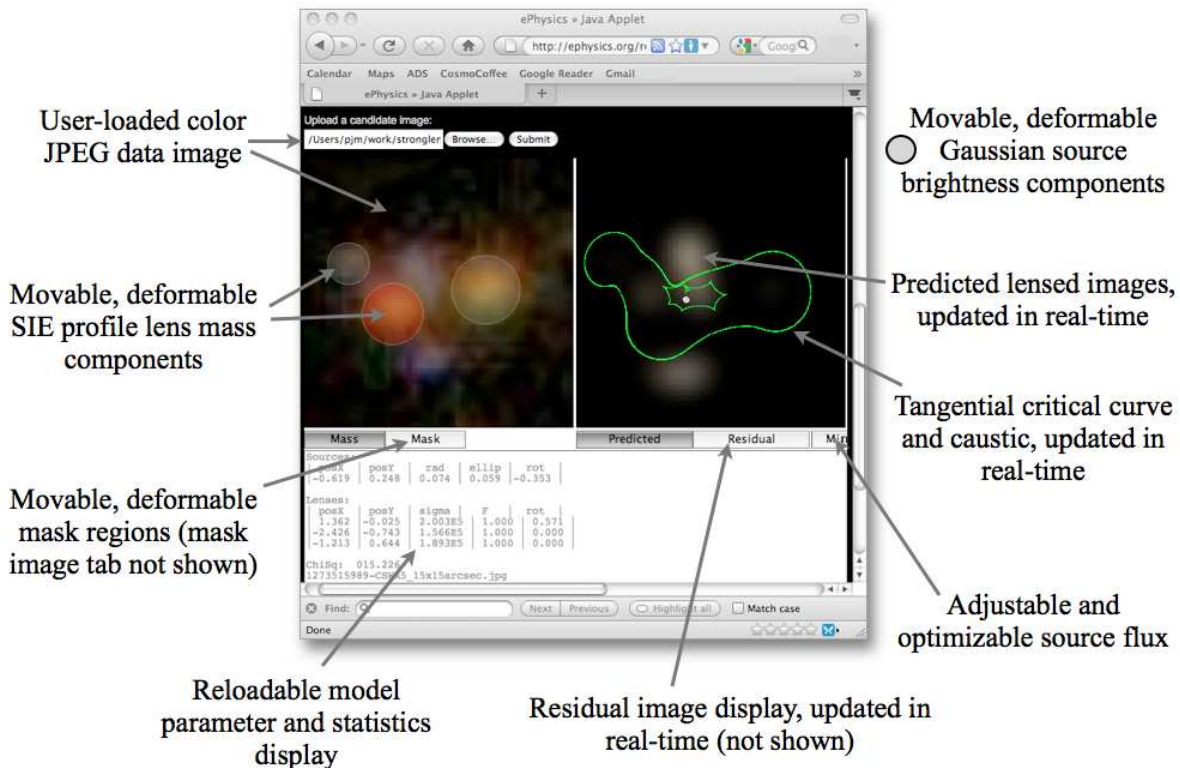 ePhysics » Java Applet
http://ephysics.org/r
Googl
Calendar Maps ADS CosmoCoffee Google Reader Gmail
ePhysics » Java Applet
Upload a candidate image:
/Users/pjm/work/strongler Browse... Submit
User-loaded color
JPEG data image
Movable, deformable
Gaussian source
brightness components
Movable, deformable
SIE profile lens mass
components
Predicted lensed images,
updated in real-time
Tangential critical curve
and caustic, updated in
real-time
Mass Mask Predicted Residual Min
Sources:
| posX | posY | rad | ellip | rot |
|-0.619 | 0.248 | 0.074 | 0.059 |-0.353 |
Lenses:
| posX | posY | sigma | F | rot |
| 1.362 |-0.025 | 2.003E5 | 1.000 | 0.571
|-2.426 |-0.743 | 1.566E5 | 1.000 | 0.000
|-1.213 | 0.644 | 1.893E5 | 1.000 | 0.000
ChiSq: 015.226
_15x15arcsec.jpg
Movable, deformable
mask regions (mask
image tab not shown)
Find: Next Previous Highlight all Match case
Done
Adjustable and
optimizable source flux
Reloadable model
parameter and statistics
display
Residual image display, updated in
real-time (not shown)